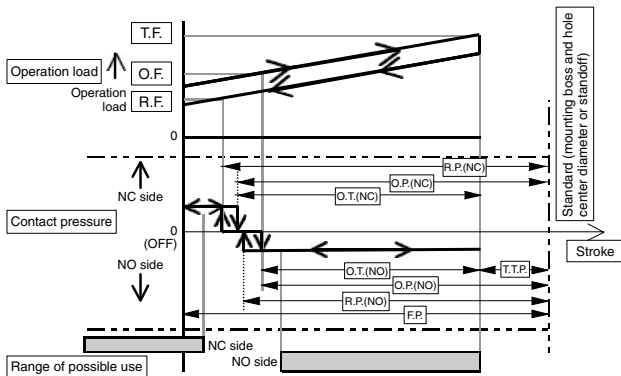 T.F.
Operation load
O.F.
Operation
load
R.F.
0
Standard (mounting boss and hole
center diameter or standoff)
R.P.(NC)
NC side
O.P.(NC)
O.T.(NC)
Contact pressure
0
(OFF)
Stroke
NO side
O.T.(NO)
T.T.P.
O.P.(NO)
R.P.(NO)
F.P.
NC side
NO side
Range of possible use